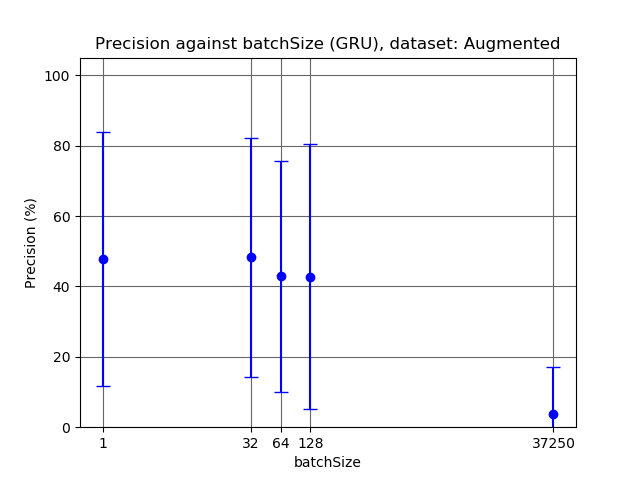 Precision against batchSize (GRU), dataset: Augmented
100
80
60
40
20
0
Precision (%)
1 32 64 128 37250
batchSize